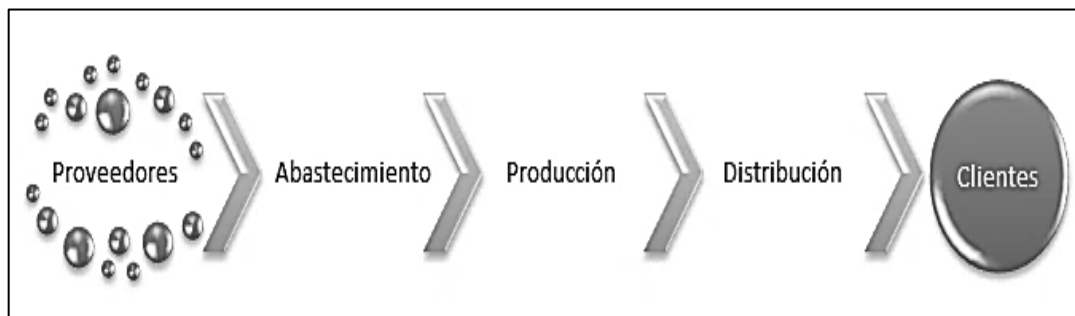 Proveedores
Abastecimiento
Producción
Distribución
Clientes